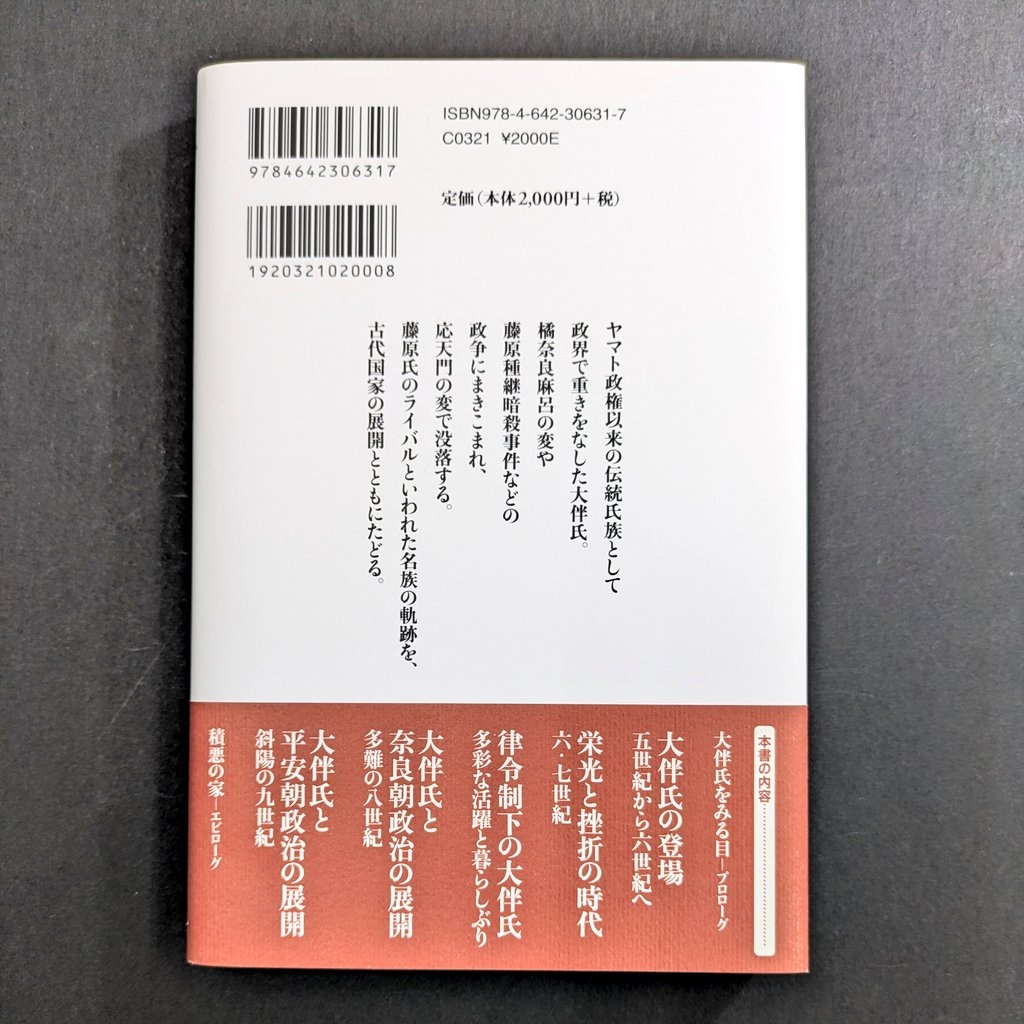 ISBN978-4-642-30631-7
C0321 ¥2000E
9784642306317
定価(本体2,000円+税)
1920321020008
ヤマト政権以来の伝統氏族として
政界で重きをなした大伴氏。
橘奈良麻呂の変や
藤原種継暗殺事件などの
政争にまきこまれ、
応天門の変で没落する。
藤原氏のライバルといわれた名族の軌跡を、
古代国家の展開とともにたどる。
本書の内容
大伴氏をみる目―プロローグ
大伴氏の登場
五世紀から六世紀へ
栄光と挫折の時代
六・七世紀
律令制下の大伴氏
多彩な活躍と暮らしぶり
大伴氏と
奈良朝政治の展開
多難の八世紀
大伴氏と
平安朝政治の展開
斜陽の九世紀
積悪の家―エピローグ